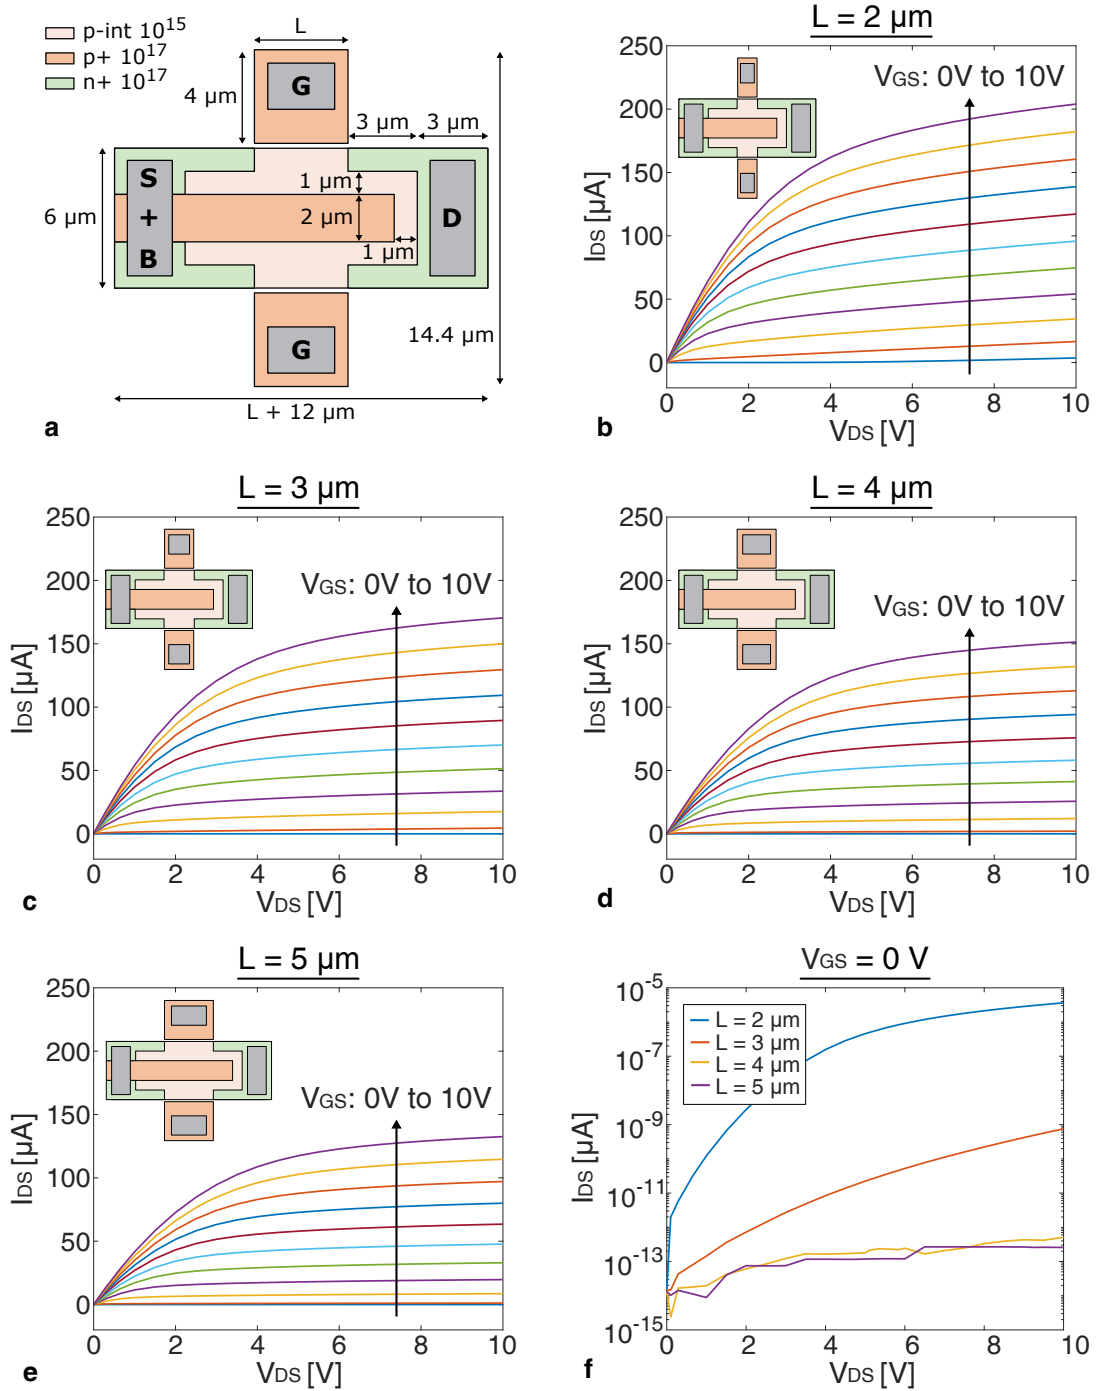 p-int 10¹⁵
p+ 10¹⁷
n+ 10¹⁷
L
G
4 µm
3 µm
3 µm
S
+
B
1 µm
2 µm
1 µm
D
6 µm
G
14.4 µm
L + 12 µm
a
L = 2 µm
VGS: 0V to 10V
250
200
150
100
50
0
IDS [µA]
0 2 4 6 8 10
VDS [V]
b
L = 3 µm
VGS: 0V to 10V
250
200
150
100
50
0
IDS [µA]
0 2 4 6 8 10
VDS [V]
c
L = 4 µm
VGS: 0V to 10V
250
200
150
100
50
0
IDS [µA]
0 2 4 6 8 10
VDS [V]
d
L = 5 µm
VGS: 0V to 10V
250
200
150
100
50
0
IDS [µA]
0 2 4 6 8 10
VDS [V]
e
VGS = 0 V
L = 2 µm
L = 3 µm
L = 4 µm
L = 5 µm
10⁻⁵
10⁻⁷
10⁻⁹
10⁻¹¹
10⁻¹³
10⁻¹⁵
IDS [µA]
0 2 4 6 8 10
VDS [V]
f